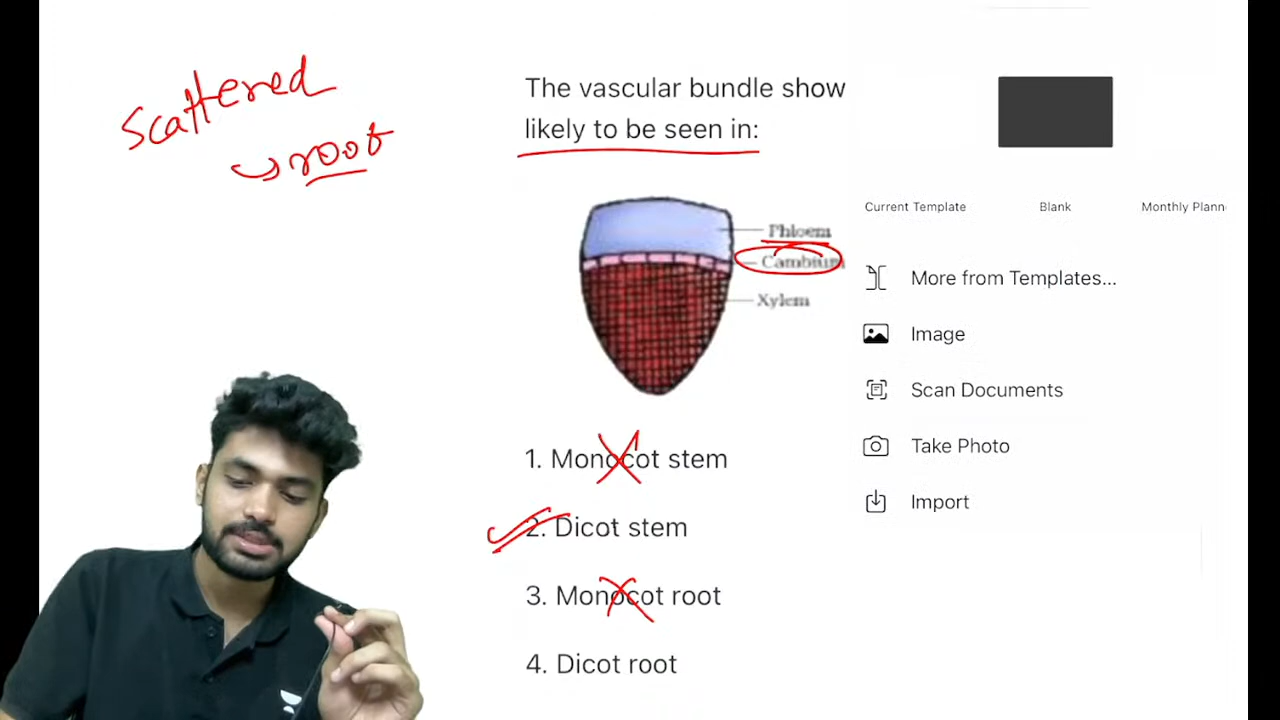 Scattered
root
The vascular bundle show
likely to be seen in:
Phloem
Cambium
Xylem
1. Monocot stem
2. Dicot stem
3. Monocot root
4. Dicot root
Current Template
Blank
Monthly Plann
More from Templates...
Image
Scan Documents
Take Photo
Import